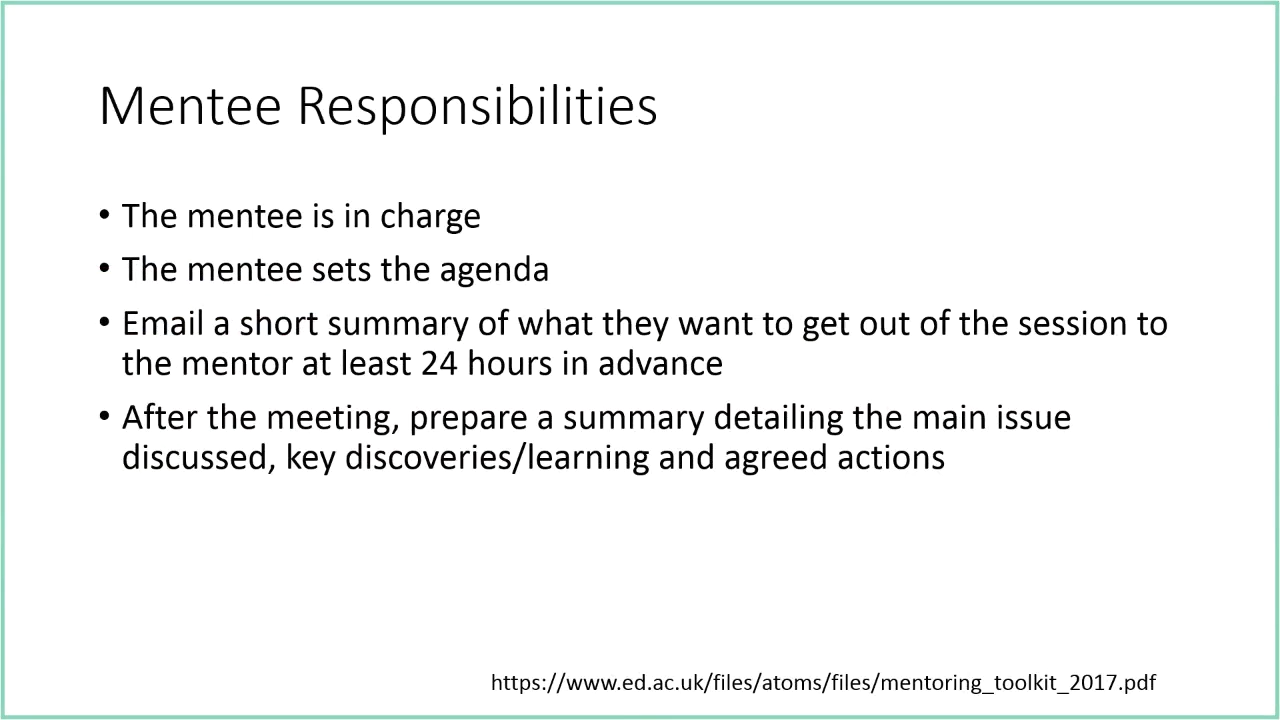 Mentee Responsibilities
• The mentee is in charge
• The mentee sets the agenda
• Email a short summary of what they want to get out of the session to
the mentor at least 24 hours in advance
• After the meeting, prepare a summary detailing the main issue
discussed, key discoveries/learning and agreed actions
https://www.ed.ac.uk/files/atoms/files/mentoring_toolkit_2017.pdf